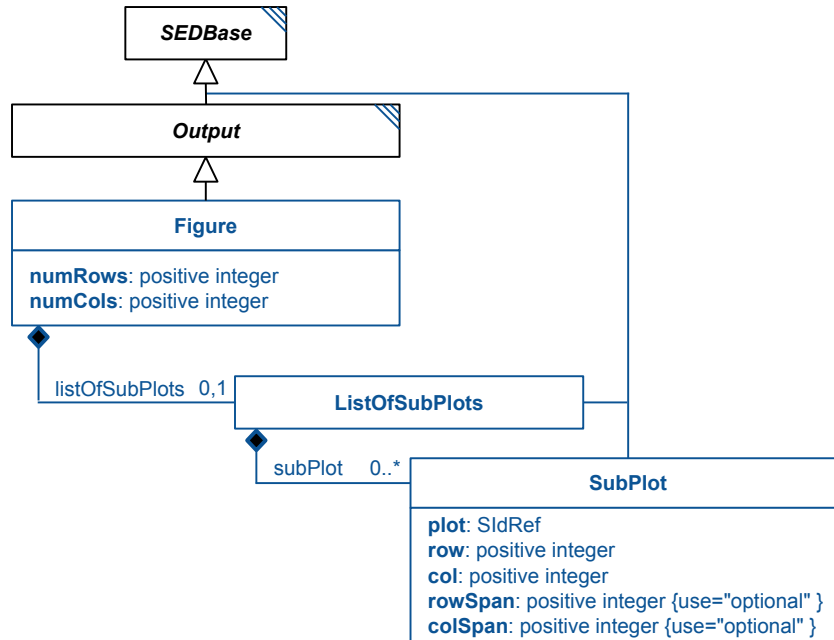 SEDBase
Output
Figure
numRows: positive integer
numCols: positive integer
listOfSubPlots 0,1
ListOfSubPlots
subPlot 0..*
SubPlot
plot: SIdRef
row: positive integer
col: positive integer
rowSpan: positive integer {use="optional" }
colSpan: positive integer {use="optional" }